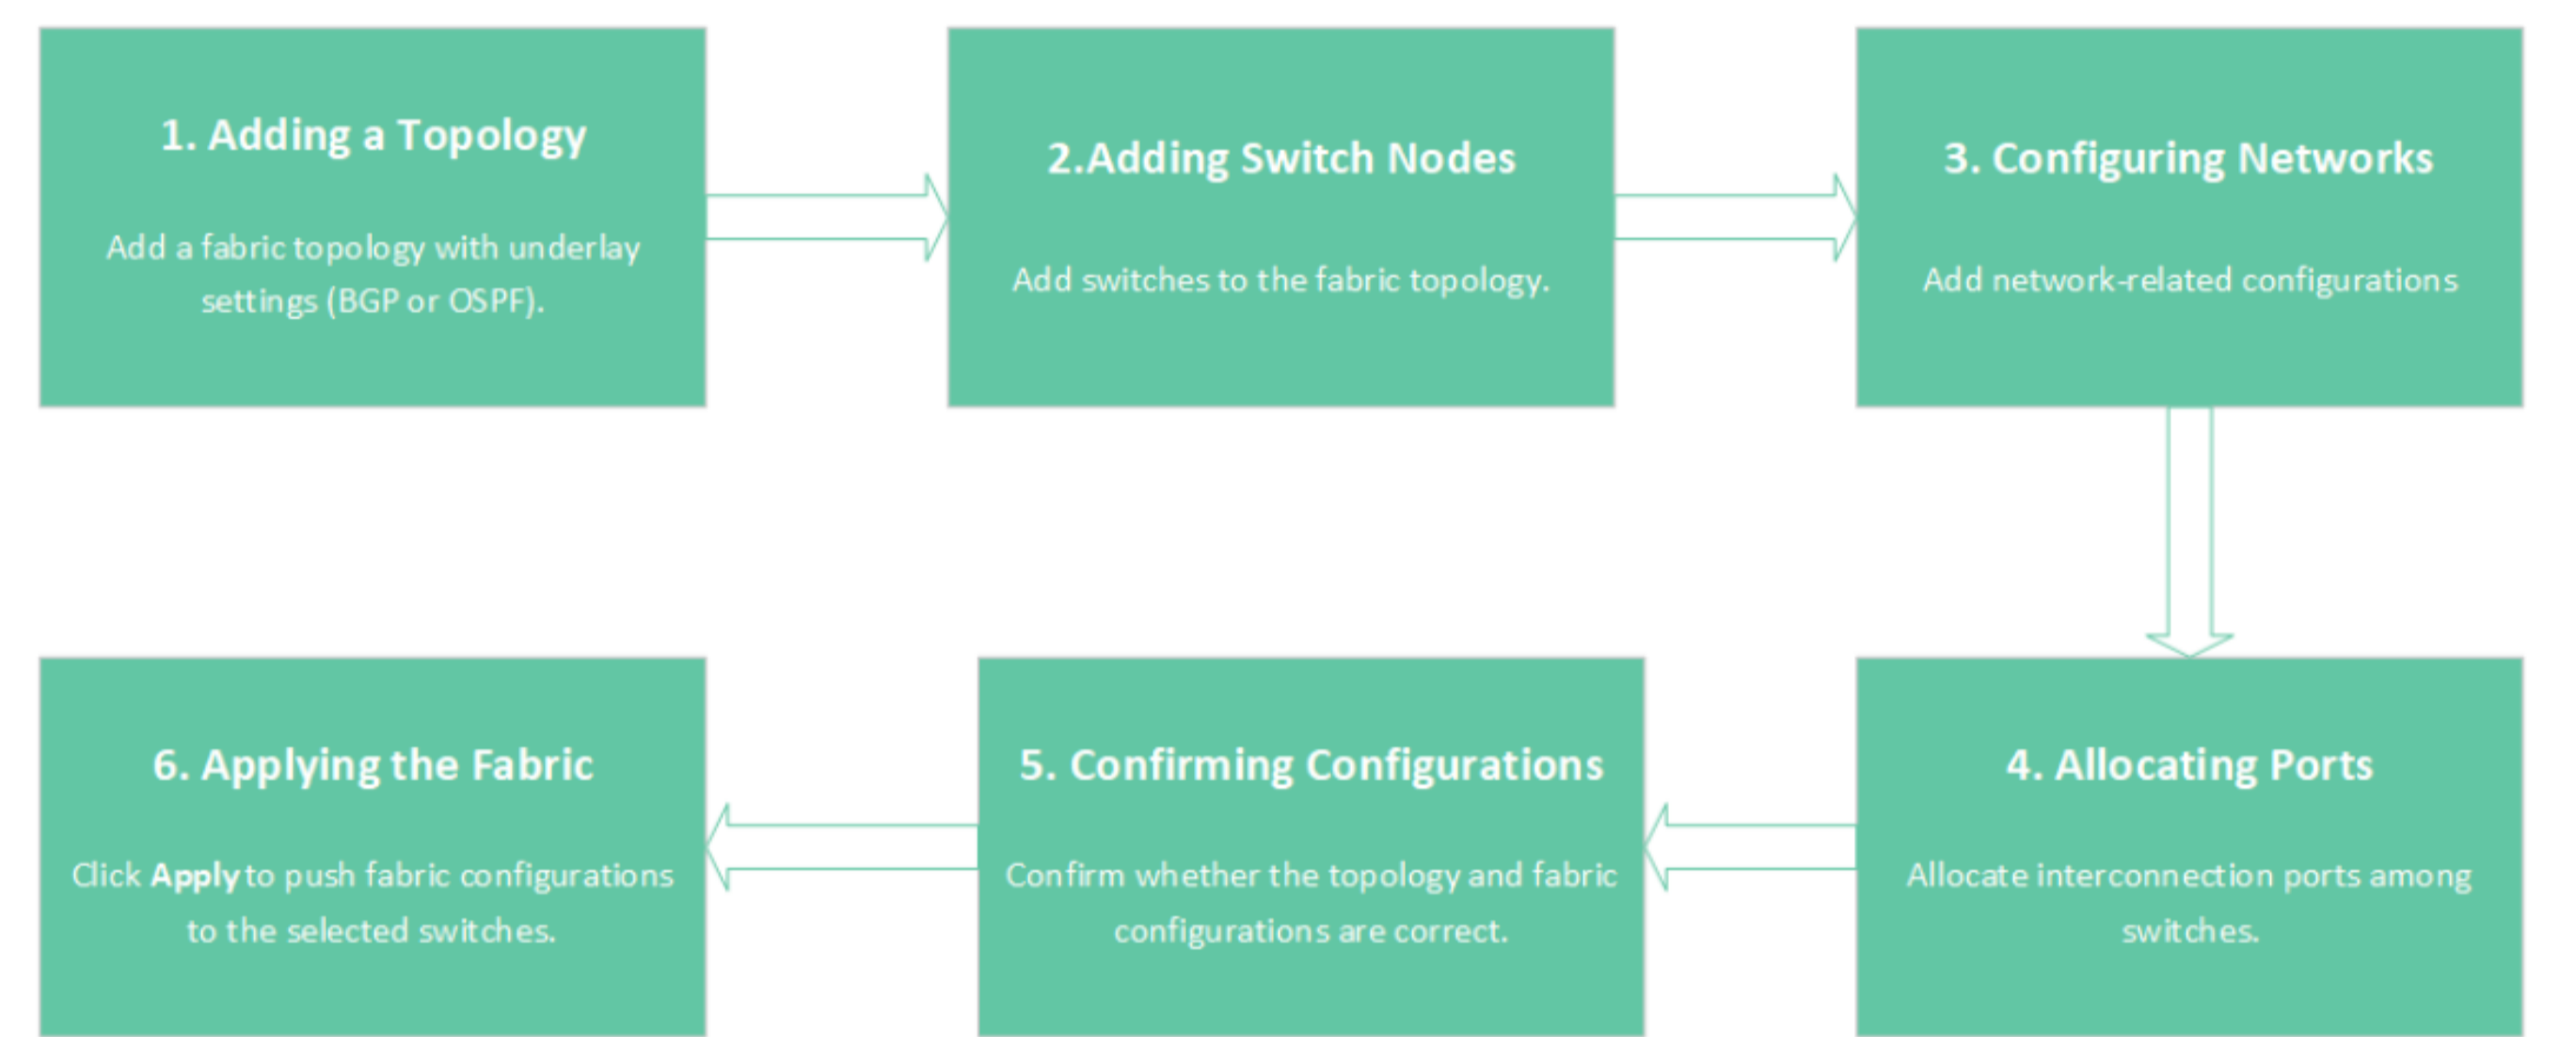 1. Adding a Topology
Add a fabric topology with underlay
settings (BGP or OSPF).
2.Adding Switch Nodes
Add switches to the fabric topology.
3. Configuring Networks
Add network-related configurations
4. Allocating Ports
Allocate interconnection ports among
switches.
5. Confirming Configurations
Confirm whether the topology and fabric
configurations are correct.
6. Applying the Fabric
Click Apply to push fabric configurations
to the selected switches.